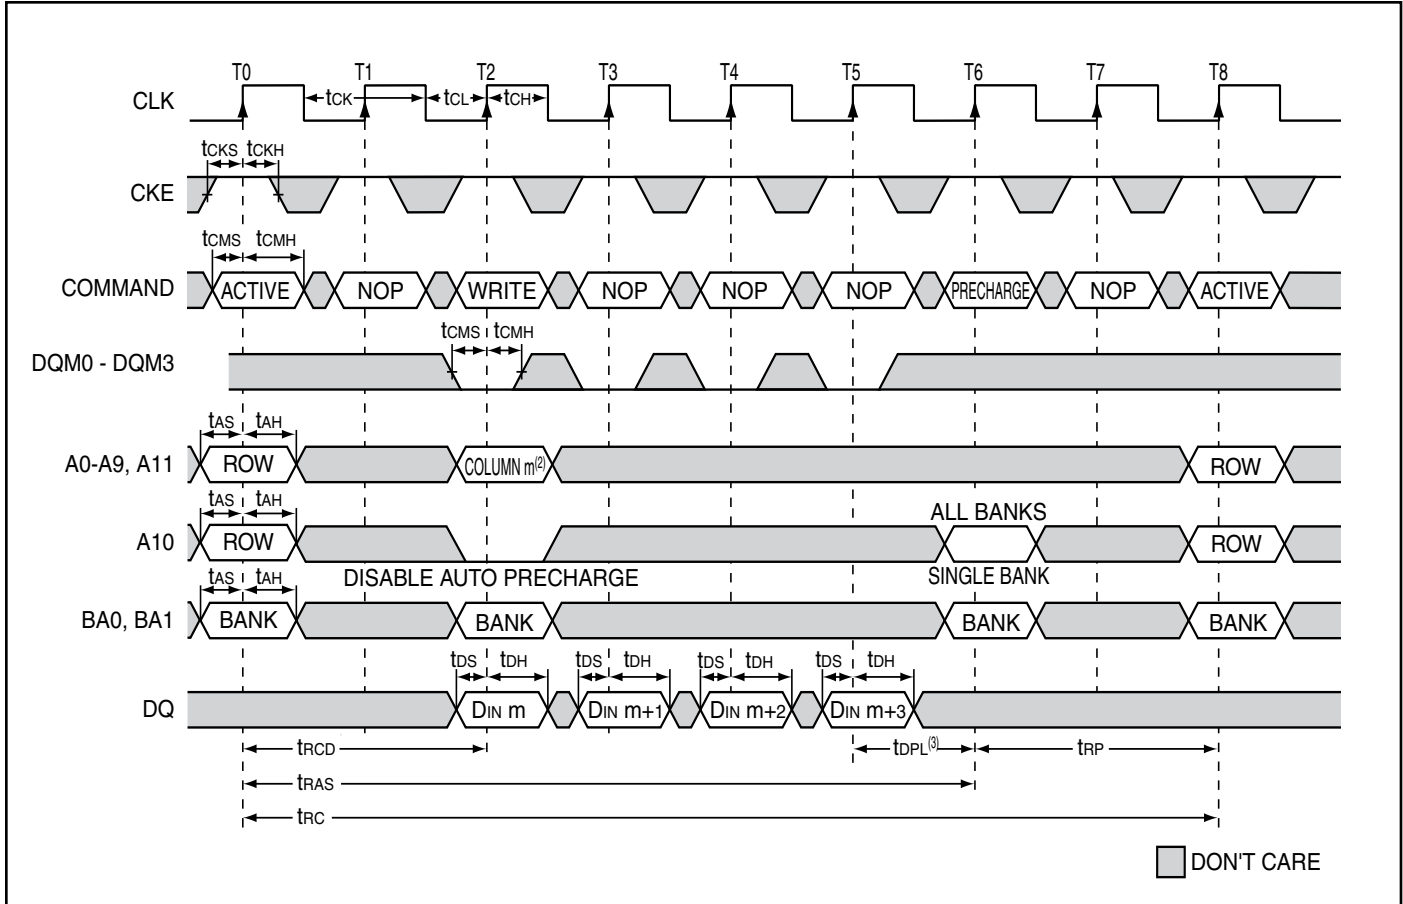 T0 T1 T2 T3 T4 T5 T6 T7 T8
CLK tCK tCL tCH
tCKS tCKH
CKE
tCMS tCMH
COMMAND ACTIVE NOP WRITE NOP NOP NOP PRECHARGE NOP ACTIVE
tCMS tCMH
DQM0 - DQM3
tAS tAH
A0-A9, A11 ROW COLUMN m(2) ROW
tAS tAH ALL BANKS
A10 ROW ROW
tAS tAH DISABLE AUTO PRECHARGE SINGLE BANK
BA0, BA1 BANK BANK BANK BANK
tDS tDH tDS tDH tDS tDH tDS tDH
DQ DIN m DIN m+1 DIN m+2 DIN m+3
tRCD tDPL(3) tRP
tRAS
tRC
DON'T CARE